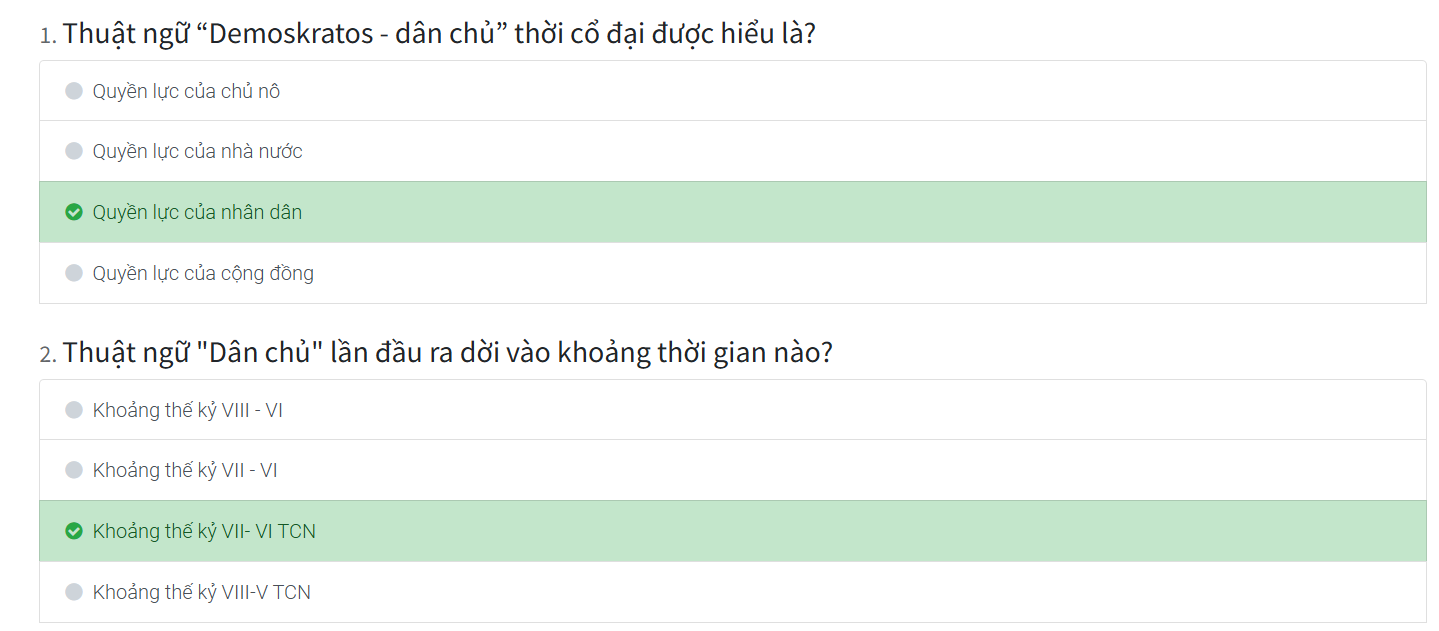 1. Thuật ngữ “Demoskratos - dân chủ” thời cổ đại được hiểu là?
Quyền lực của chủ nô
Quyền lực của nhà nước
Quyền lực của nhân dân
Quyền lực của cộng đồng
2. Thuật ngữ "Dân chủ" lần đầu ra dời vào khoảng thời gian nào?
Khoảng thế kỷ VIII - VI
Khoảng thế kỷ VII - VI
Khoảng thế kỷ VII- VI TCN
Khoảng thế kỷ VIII-V TCN